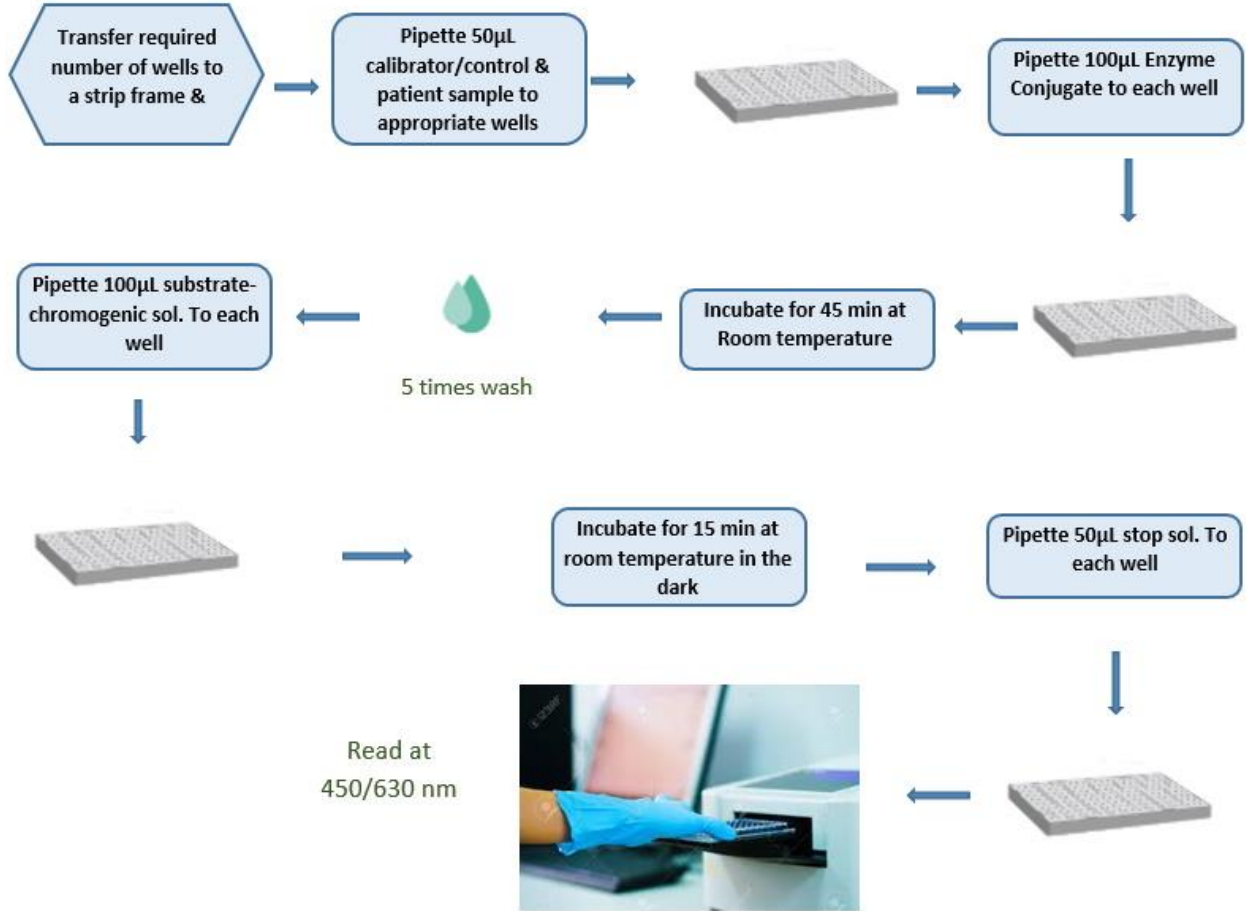 Transfer required
number of wells to
a strip frame &
Pipette 50µL
calibrator/control &
patient sample to
appropriate wells
Pipette 100µL Enzyme
Conjugate to each well
Incubate for 45 min at
Room temperature
5 times wash
Pipette 100µL substrate-
chromogenic sol. To each
well
Incubate for 15 min at
room temperature in the
dark
Pipette 50µL stop sol. To
each well
Read at
450/630 nm